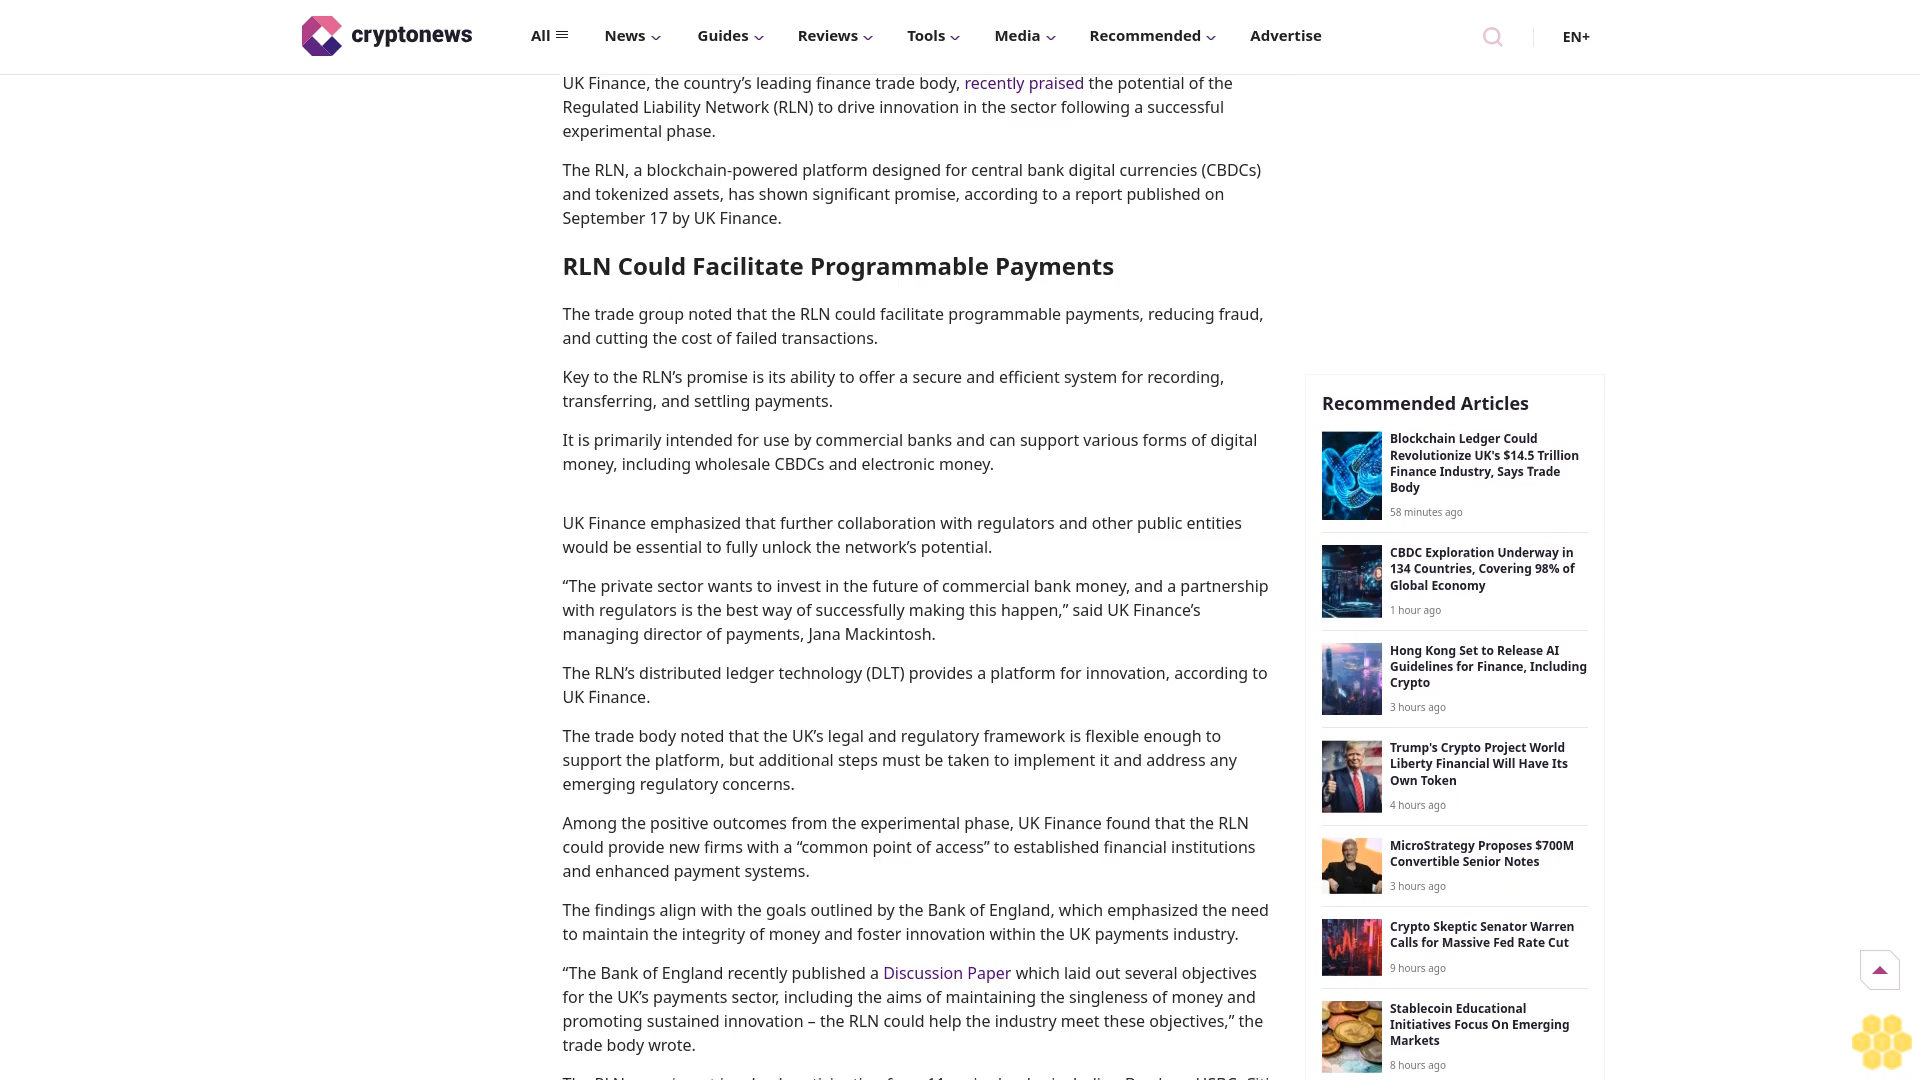 cryptonews
All
News
Guides
Reviews
Tools
Media
Recommended
Advertise
EN+
UK Finance, the country’s leading finance trade body, recently praised the potential of the
Regulated Liability Network (RLN) to drive innovation in the sector following a successful
experimental phase.
The RLN, a blockchain-powered platform designed for central bank digital currencies (CBDCs)
and tokenized assets, has shown significant promise, according to a report published on
September 17 by UK Finance.
RLN Could Facilitate Programmable Payments
The trade group noted that the RLN could facilitate programmable payments, reducing fraud,
and cutting the cost of failed transactions.
Key to the RLN’s promise is its ability to offer a secure and efficient system for recording,
transferring, and settling payments.
It is primarily intended for use by commercial banks and can support various forms of digital
money, including wholesale CBDCs and electronic money.
UK Finance emphasized that further collaboration with regulators and other public entities
would be essential to fully unlock the network’s potential.
“The private sector wants to invest in the future of commercial bank money, and a partnership
with regulators is the best way of successfully making this happen,” said UK Finance’s
managing director of payments, Jana Mackintosh.
The RLN’s distributed ledger technology (DLT) provides a platform for innovation, according to
UK Finance.
The trade body noted that the UK’s legal and regulatory framework is flexible enough to
support the platform, but additional steps must be taken to implement it and address any
emerging regulatory concerns.
Among the positive outcomes from the experimental phase, UK Finance found that the RLN
could provide new firms with a “common point of access” to established financial institutions
and enhanced payment systems.
The findings align with the goals outlined by the Bank of England, which emphasized the need
to maintain the integrity of money and foster innovation within the UK payments industry.
“The Bank of England recently published a Discussion Paper which laid out several objectives
for the UK’s payments sector, including the aims of maintaining the singleness of money and
promoting sustained innovation – the RLN could help the industry meet these objectives,” the
trade body wrote.
Recommended Articles
Blockchain Ledger Could
Revolutionize UK's $14.5 Trillion
Finance Industry, Says Trade
Body
58 minutes ago
CBDC Exploration Underway in
134 Countries, Covering 98% of
Global Economy
1 hour ago
Hong Kong Set to Release AI
Guidelines for Finance, Including
Crypto
3 hours ago
Trump's Crypto Project World
Liberty Financial Will Have Its
Own Token
4 hours ago
MicroStrategy Proposes $700M
Convertible Senior Notes
3 hours ago
Crypto Skeptic Senator Warren
Calls for Massive Fed Rate Cut
9 hours ago
Stablecoin Educational
Initiatives Focus On Emerging
Markets
8 hours ago